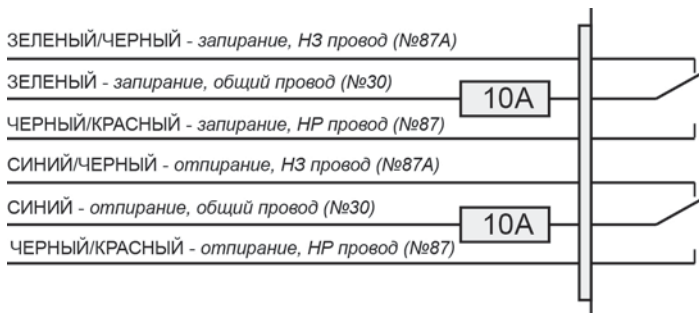 ЗЕЛЕНЫЙ/ЧЕРНЫЙ - запирание, НЗ провод (№87А)
ЗЕЛЕНЫЙ - запирание, общий провод (№30)
10А
ЧЕРНЫЙ/КРАСНЫЙ - запирание, НР провод (№87)
СИНИЙ/ЧЕРНЫЙ - отпирание, НЗ провод (№87А)
СИНИЙ - отпирание, общий провод (№30)
10А
ЧЕРНЫЙ/КРАСНЫЙ - отпирание, НР провод (№87)